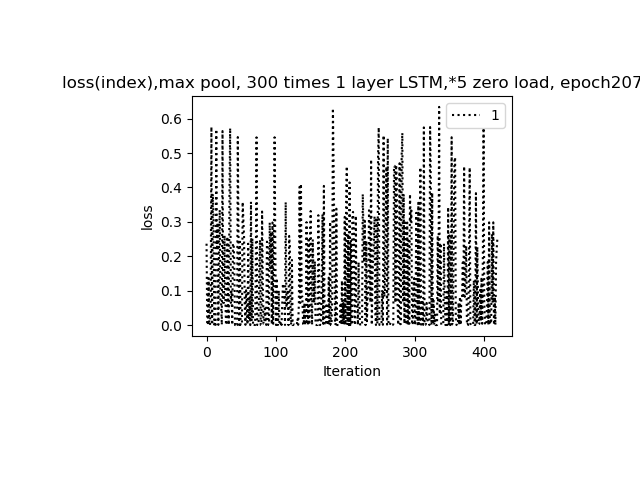 loss(index),max pool, 300 times 1 layer LSTM,*5 zero load, epoch207
1
loss
0.6
0.5
0.4
0.3
0.2
0.1
0.0
0 100 200 300 400
Iteration